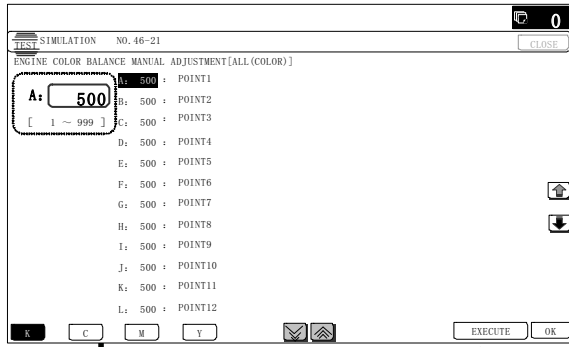 0
TEST SIMULATION NO.46-21
CLOSE
ENGINE COLOR BALANCE MANUAL ADJUSTMENT[ALL(COLOR)]
A: 500
[ 1 ~ 999 ]
A: 500 : POINT1
B: 500 : POINT2
C: 500 : POINT3
D: 500 : POINT4
E: 500 : POINT5
F: 500 : POINT6
G: 500 : POINT7
H: 500 : POINT8
I: 500 : POINT9
J: 500 : POINT10
K: 500 : POINT11
L: 500 : POINT12
K C M Y EXECUTE OK